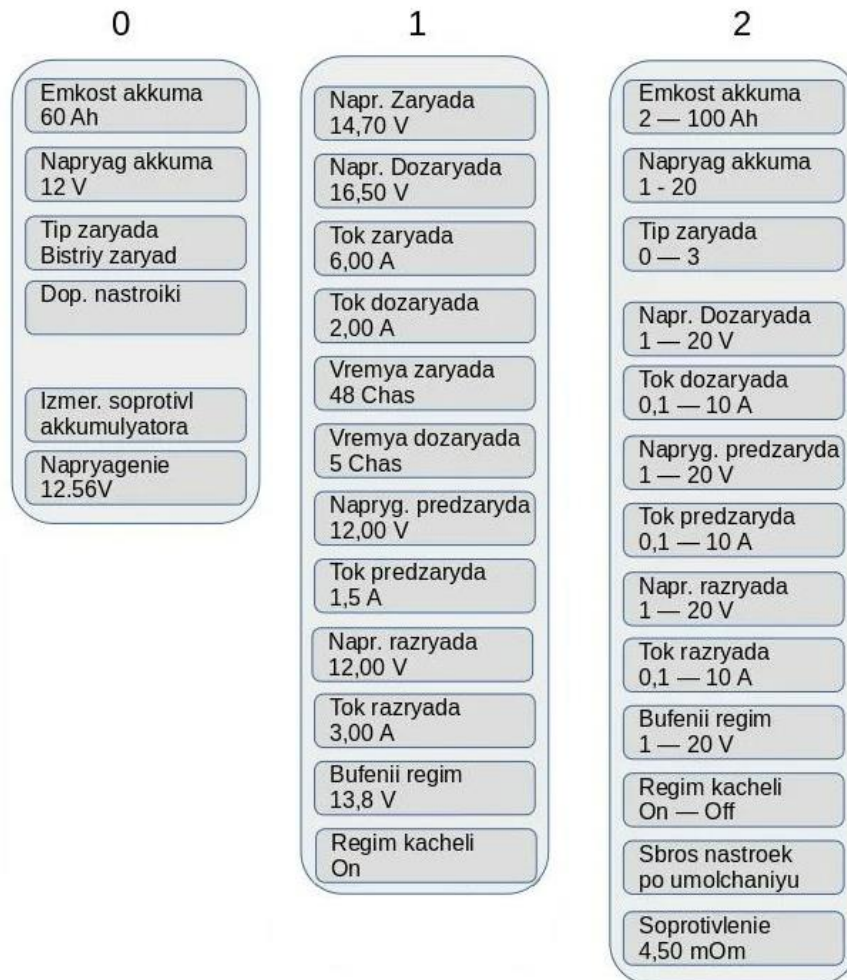 0
Emkost akkuma
60 Ah
Napryag akkuma
12 V
Tip zaryada
Bistriy zaryad
Dop. nastroiki
Izmer. soprotivl
akkumulyatora
Napryagenie
12.56V
1
Napr. Zaryada
14,70 V
Napr. Dozaryada
16,50 V
Tok zaryada
6,00 A
Tok dozaryada
2,00 A
Vremya zaryada
48 Chas
Vremya dozaryada
5 Chas
Napryg. predzaryda
12,00 V
Tok predzaryda
1,5 A
Napr. razryada
12,00 V
Tok razryada
3,00 A
Bufenii regim
13,8 V
Regim kacheli
On
2
Emkost akkuma
2 — 100 Ah
Napryag akkuma
1 - 20
Tip zaryada
0 — 3
Napr. Dozaryada
1 — 20 V
Tok dozaryada
0,1 — 10 A
Napryg. predzaryda
1 — 20 V
Tok predzaryda
0,1 — 10 A
Napr. razryada
1 — 20 V
Tok razryada
0,1 — 10 A
Bufenii regim
1 — 20 V
Regim kacheli
On — Off
Sbros nastroek
po umolchaniyu
Soprotivlenie
4,50 mOm